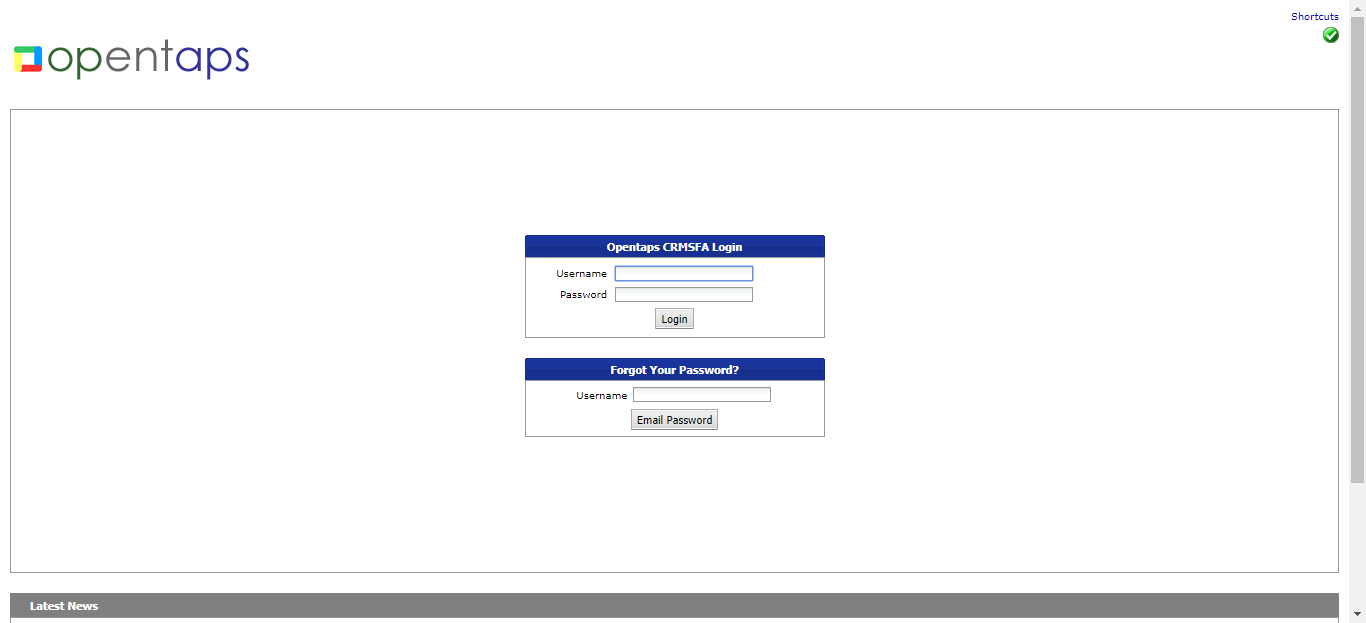 Shortcuts
opentaps
Opentaps CRMSFA Login
Username
Password
Login
Forgot Your Password?
Username
Email Password
Latest News